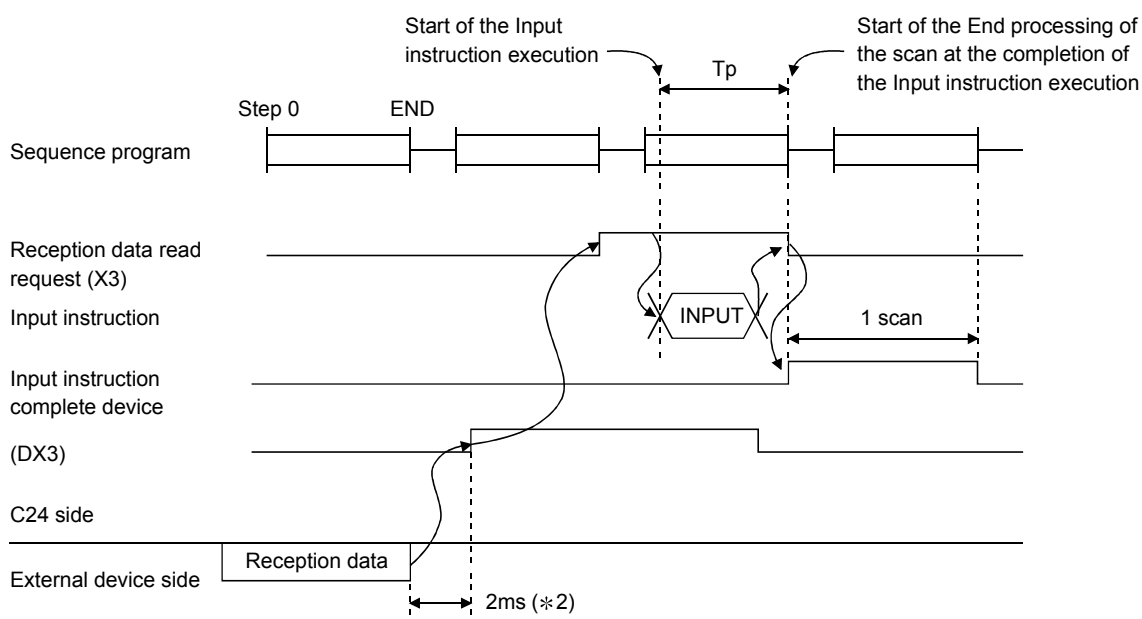 Start of the Input
instruction execution
Start of the End processing of
the scan at the completion of
the Input instruction execution
Tp
Step 0
END
Sequence program
Reception data read
request (X3)
Input instruction
INPUT
1 scan
Input instruction
complete device
(DX3)
C24 side
Reception data
External device side
2ms (＊2)